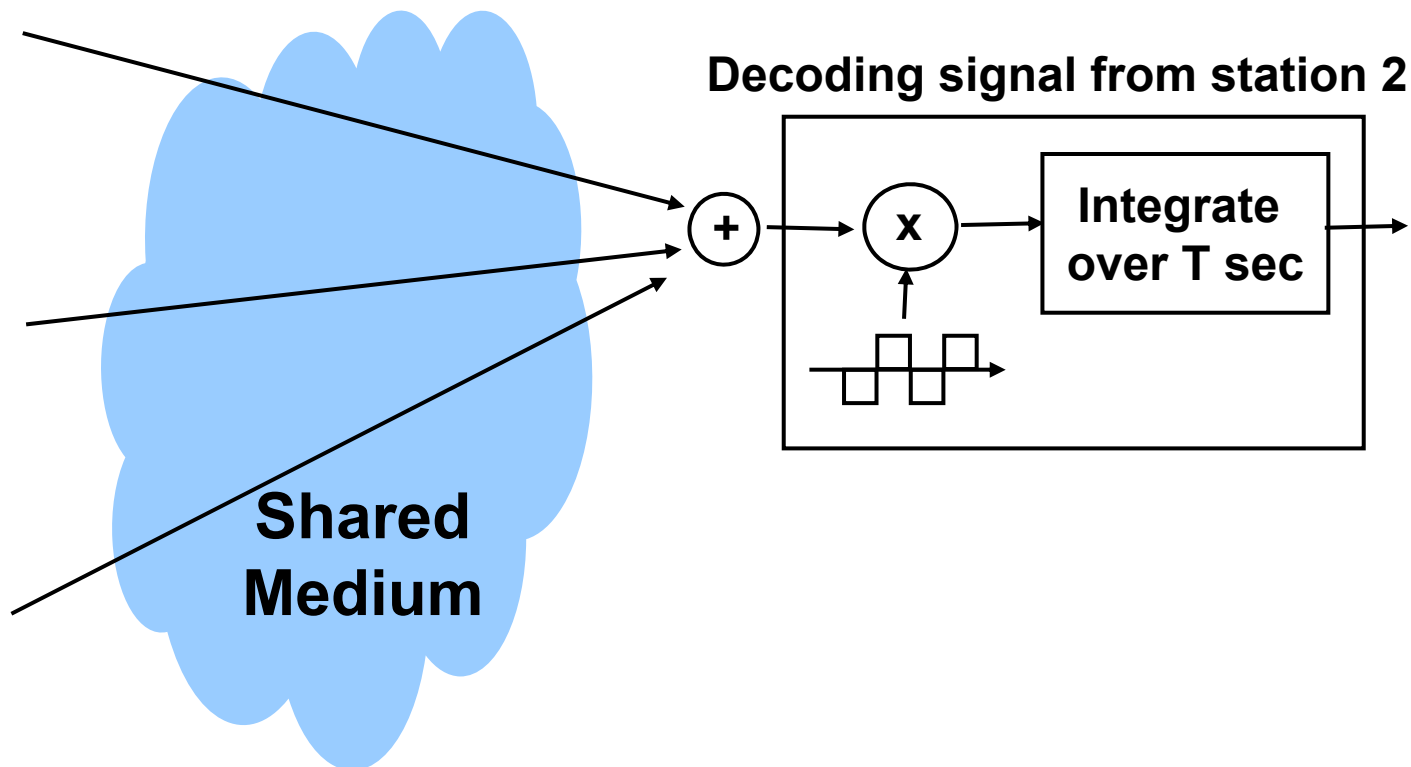 Decoding signal from station 2
+
x
Integrate
over T sec
Shared
Medium